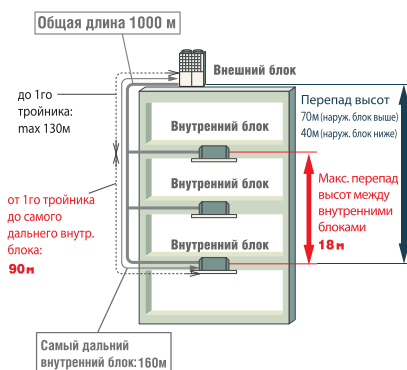 Общая длина 1000 м
Внешний блок
до 1го
тройника:
max 130м
Перепад высот
70м (наруж. блок выше)
40м (наруж. блок ниже)
Внутренний блок
Внутренний блок
Внутренний блок
от 1го тройника
до самого
дальнего внутр.
блока:
90м
Макс. перепад
высот между
внутренними
блоками
18м
Самый дальний
внутренний блок: 160м